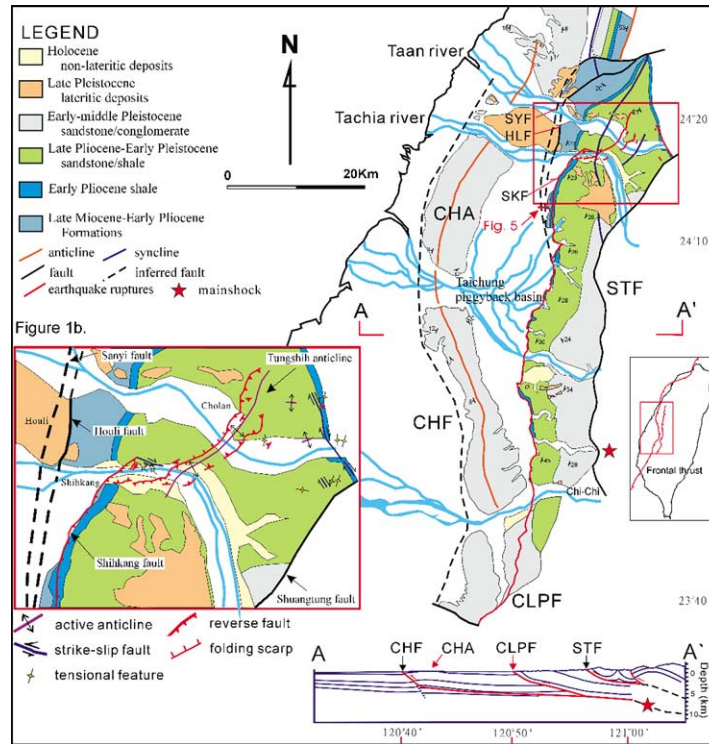 LEGEND
Holocene
non-lateritic deposits
Late Pleistocene
lateritic deposits
Early-middle Pleistocene
sandstone/conglomerate
Late Pliocene-Early Pleistocene
sandstone/shale
Early Pliocene shale
Late Miocene-Early Pliocene
Formations
anticline
syncline
fault
inferred fault
earthquake ruptures
mainshock
N
0
20Km
Taan river
Tachia river
SYF
HLF
SKF
Fig. 5
CHA
Taichung
piggyback basin
STF
A
A'
CHF
Chi-Chi
CLPF
24°20
24°10
23°40
Frontal thrust
Figure 1b.
Sanyi fault
Tungshih anticline
Cholan
Houli
Houli fault
Shihkang
Shihkang fault
Shuangtung fault
active anticline
reverse fault
strike-slip fault
folding scarp
tensional feature
A
CHF
CHA
CLPF
STF
A'
0
5
10
Depth (km)
120°40'
120°50'
121°00'